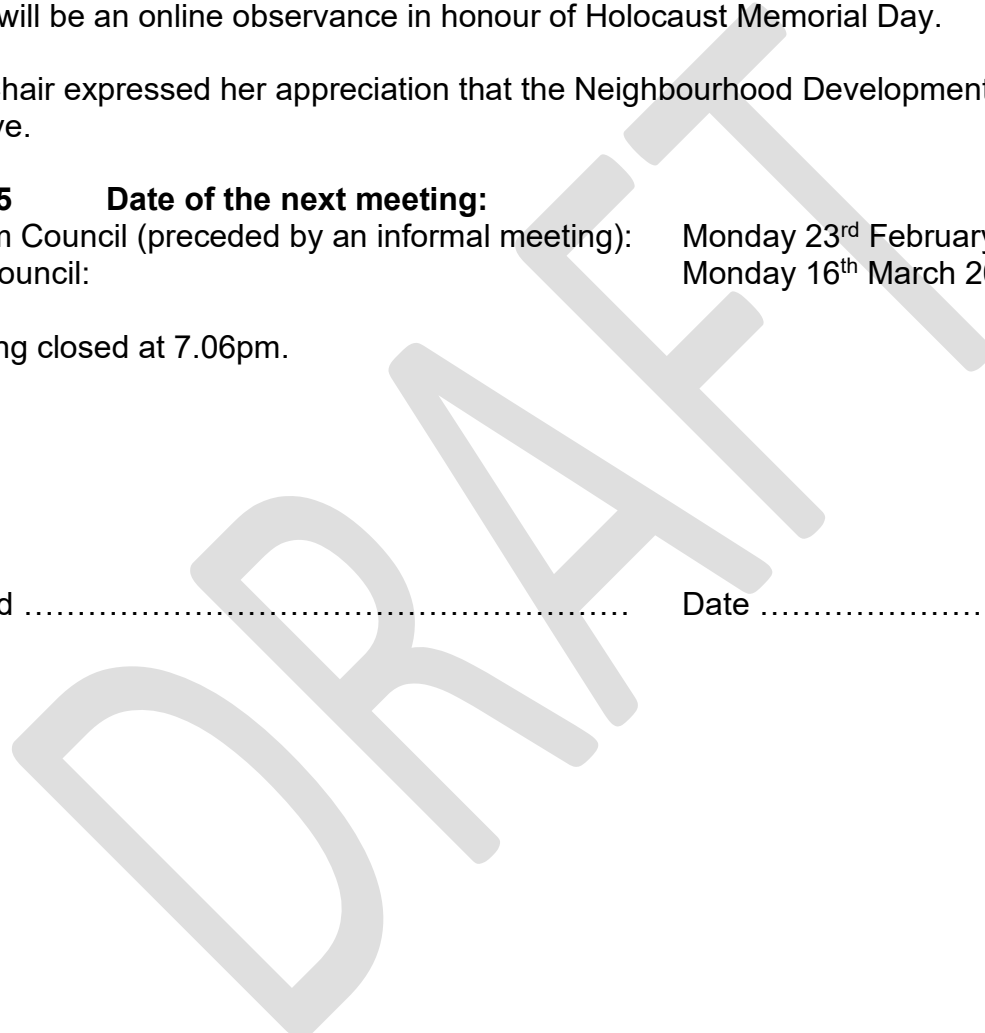 will be an online observance in honour of Holocaust Memorial Day.
hair expressed her appreciation that the Neighbourhood Development
ve.
5 Date of the next meeting:
n Council (preceded by an informal meeting): Monday 23rd February
ouncil: Monday 16th March 20
ng closed at 7.06pm.
d ………………………………………………… Date …………………
DRAFT